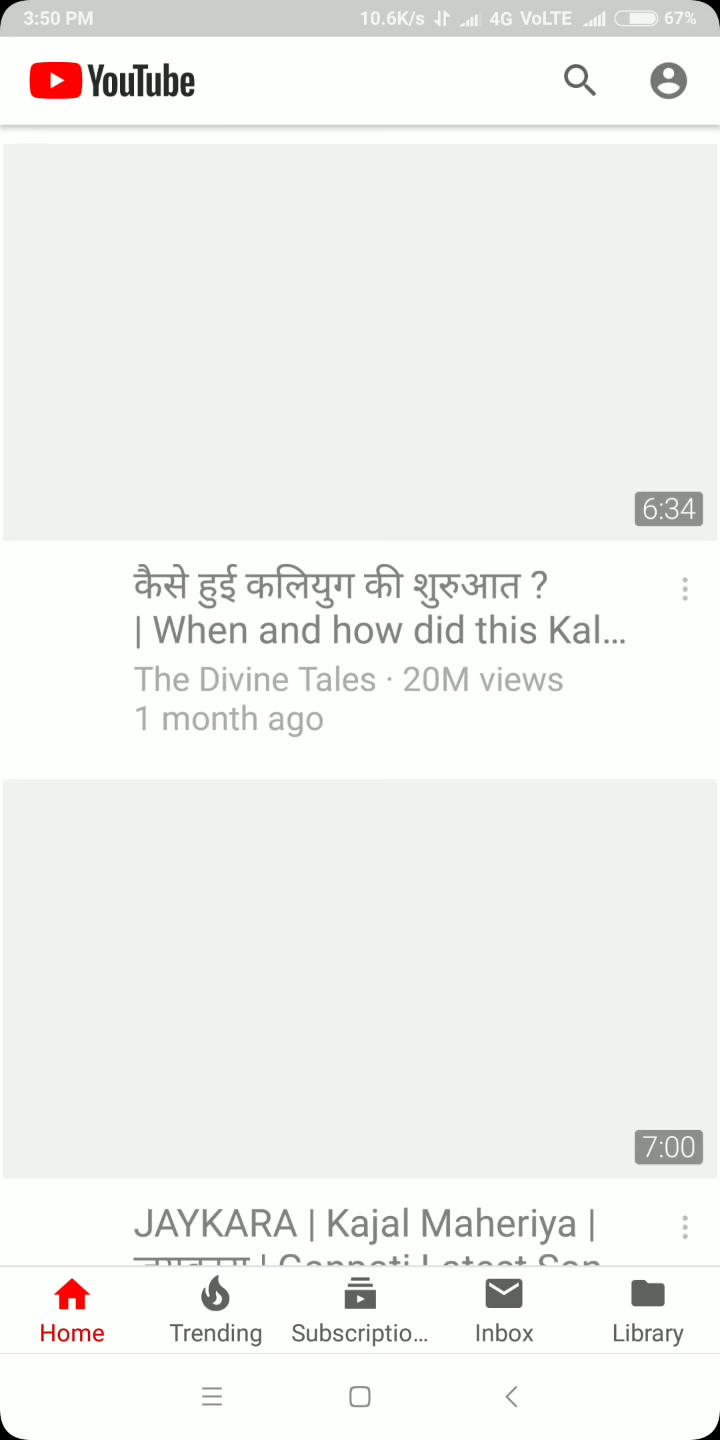 3:50 PM 10.6K/s 4G VoLTE 67%
YouTube
6:34
कैसे हुई कलियुग की शुरुआत ?
| When and how did this Kal...
The Divine Tales · 20M views
1 month ago
7:00
JAYKARA | Kajal Maheriya |
Home Trending Subscriptio... Inbox Library